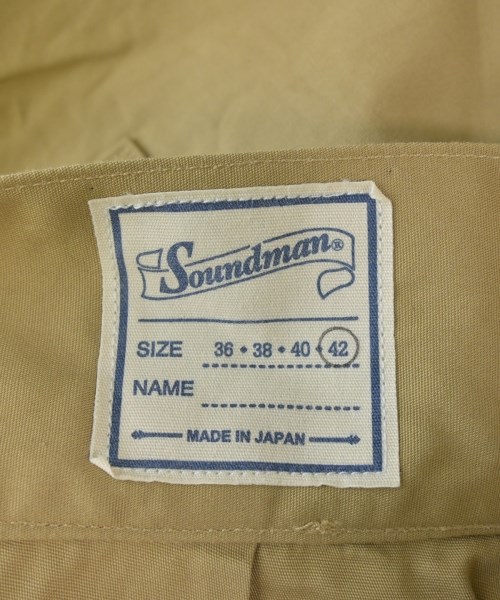 Soundman®
SIZE 36 • 38 • 40 • 42
NAME
MADE IN JAPAN